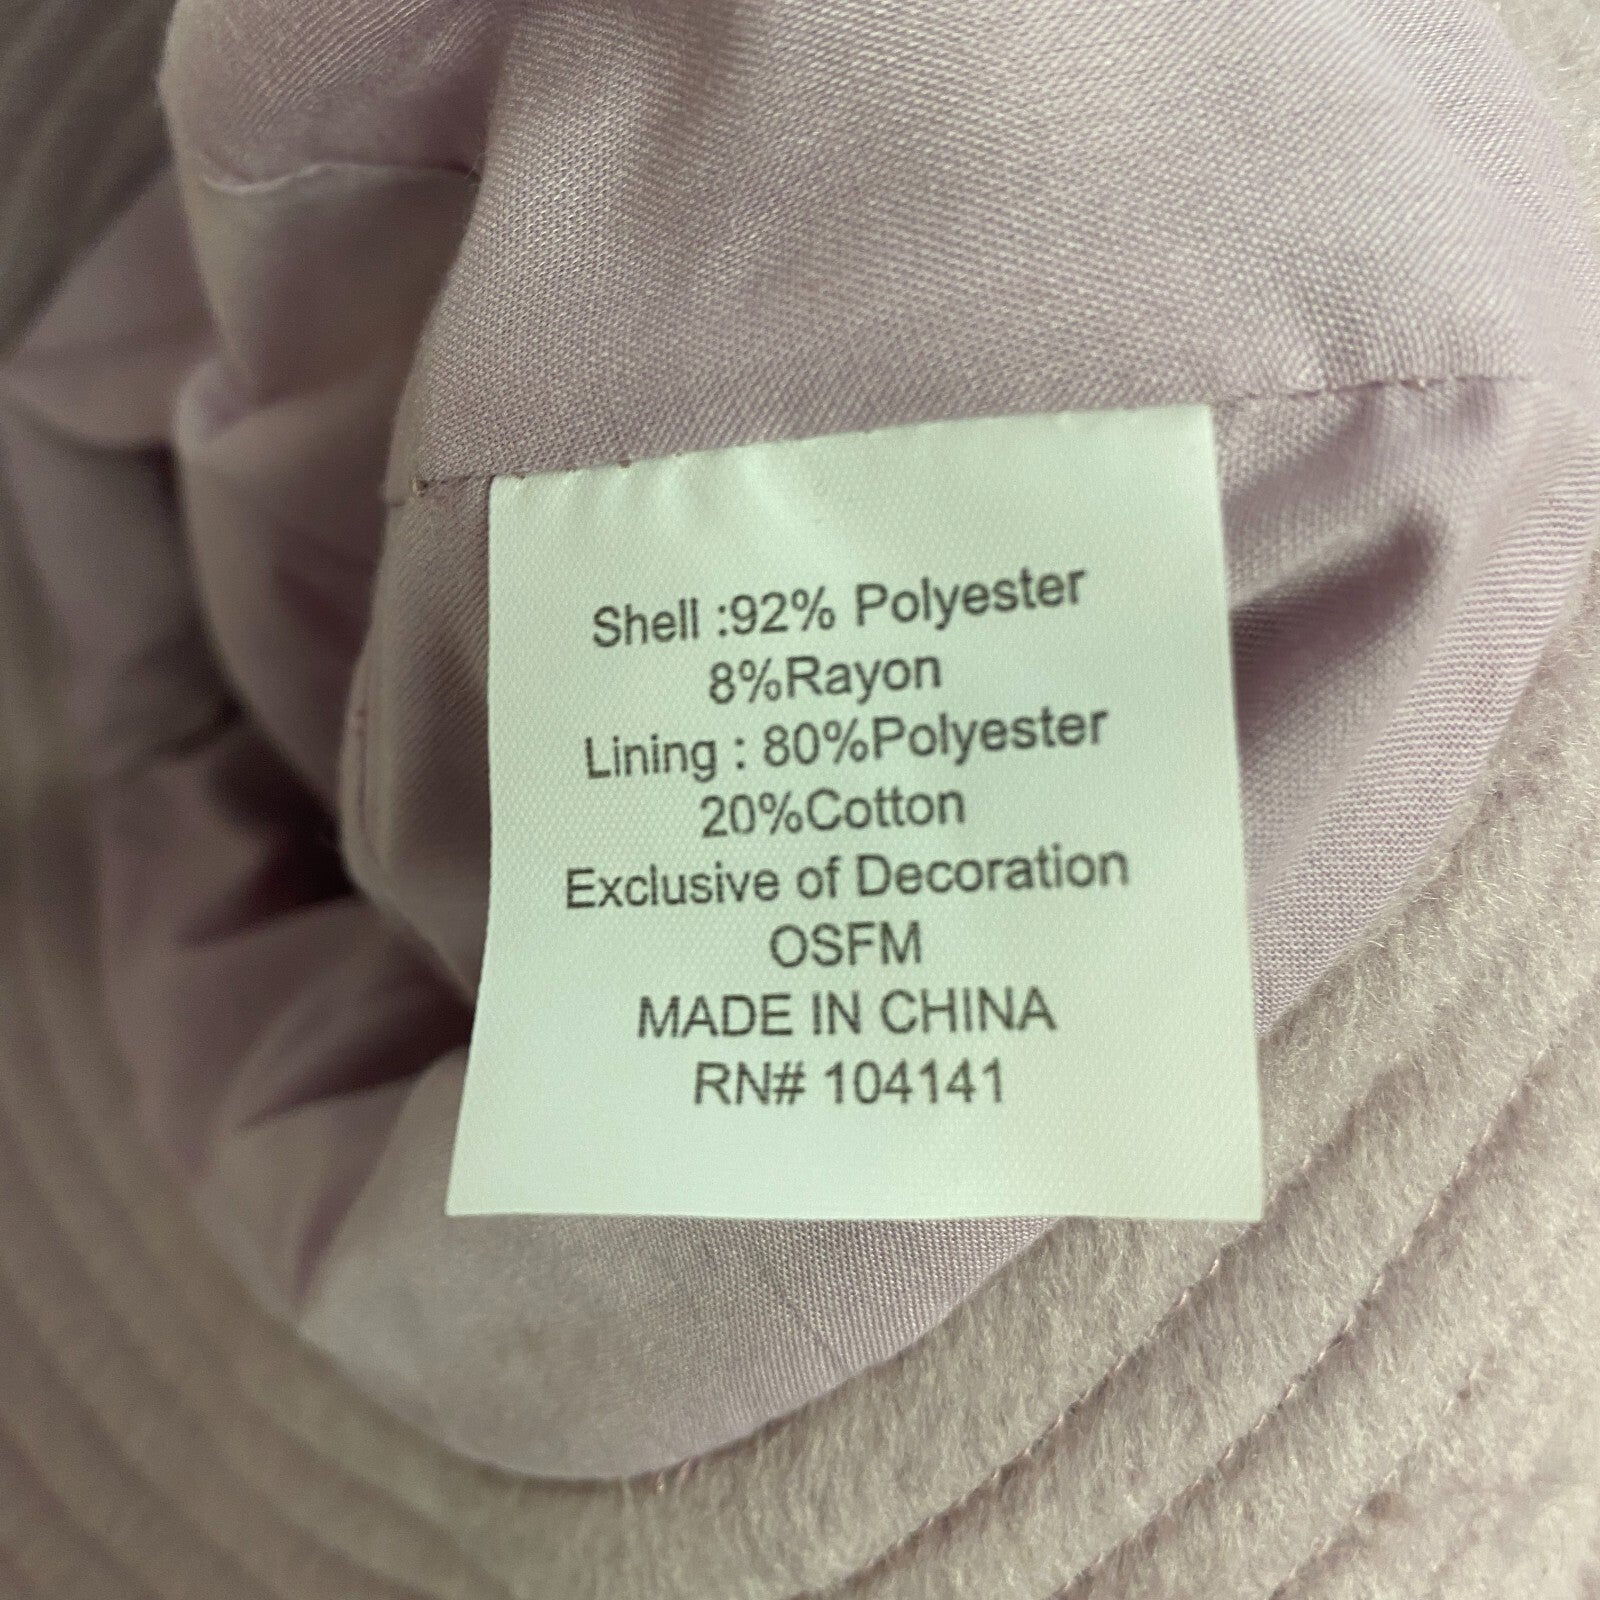 Shell :92% Polyester
8%Rayon
Lining : 80%Polyester
20%Cotton
Exclusive of Decoration
OSFM
MADE IN CHINA
RN# 104141